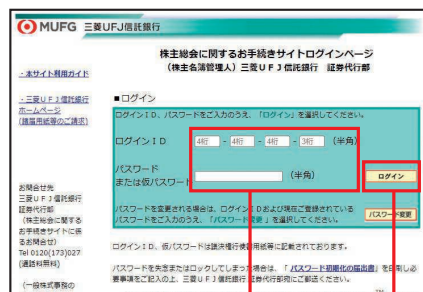 MUFG 三菱UFJ信託銀行
株主総会に関するお手続きサイトログインページ
(株主名簿管理人) 三菱UFJ信託銀行 証券代行部
・本サイト利用ガイド
・三菱UFJ信託銀行
ホームページ
(諸届用紙等のご請求)
お問合せ先
三菱UFJ信託銀行
証券代行部
(株主総会に関する
お手続きサイトに係
るお問合せ)
Tel 0120(173)027
(通話料無料)
(一般株式事務の
■ログイン
ログインID、パスワードをご入力のうえ、「ログイン」を選択してください。
ログインID 4桁 - 4桁 - 4桁 - 3桁 (半角)
パスワード
または仮パスワード (半角)
ログイン
パスワードを変更される場合は、ログインIDおよび現在ご登録されている
パスワードをご入力のうえ、「パスワード変更」を選択してください。
パスワード変更
ログインID、仮パスワードは議決権行使書用紙等に記載されております。
パスワードを失念またはロックしてしまった場合は、「パスワード初期化の届出書」を印刷し必
要事項をご記入の上、三菱UFJ信託銀行 証券代行部宛にご郵送ください。